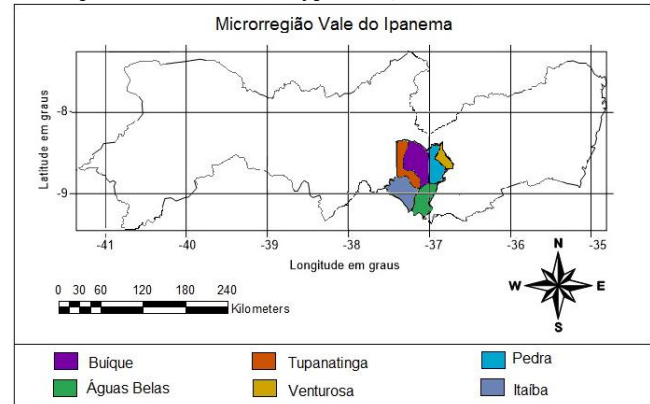 Microrregião Vale do Ipanema
Latitude em graus
-8
-9
-41 -40 -39 -38 -37 -36 -35
Longitude em graus
0 30 60 120 180 240
Kilometers
N
W E
S
Buíque Tupanatinga Pedra
Águas Belas Venturosa Itaíba